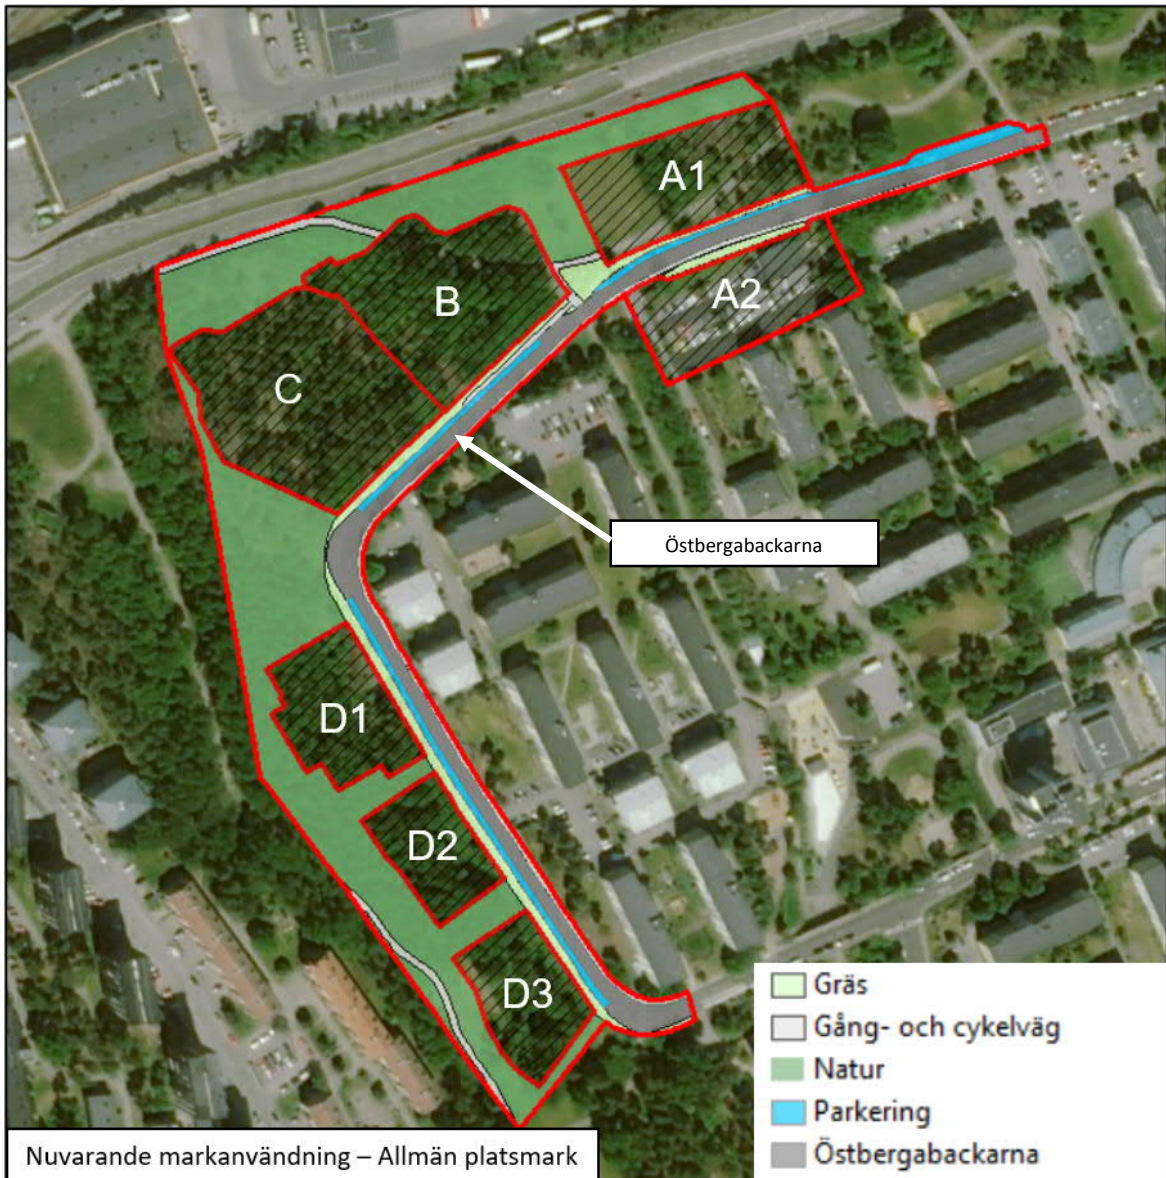 A1
A2
B
C
Östbergabackarna
D1
D2
D3
Gräs
Gång- och cykelväg
Natur
Parkering
Östbergabackarna
Nuvarande markanvändning – Allmän platsmark